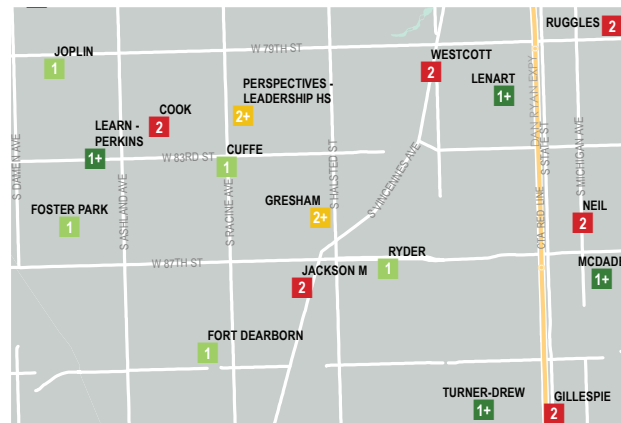 RUGGLES
2
JOPLIN
1
W 79TH ST
WESTCOTT
2
LENART
1+
PERSPECTIVES -
LEADERSHIP HS
2+
COOK
2
LEARN -
PERKINS
1+
W 83RD ST
CUFFE
1
S DAMEN AVE
S ASHLAND AVE
S RACINE AVE
S HALSTED ST
S VINCENNES AVE
DAN RYAN EXPY
S STATE ST
CTA RED LINE
S MICHIGAN AVE
FOSTER PARK
1
GRESHAM
2+
NEIL
2
W 87TH ST
RYDER
1
JACKSON M
2
MCDADE
1+
FORT DEARBORN
1
TURNER-DREW
1+
GILLESPIE
2